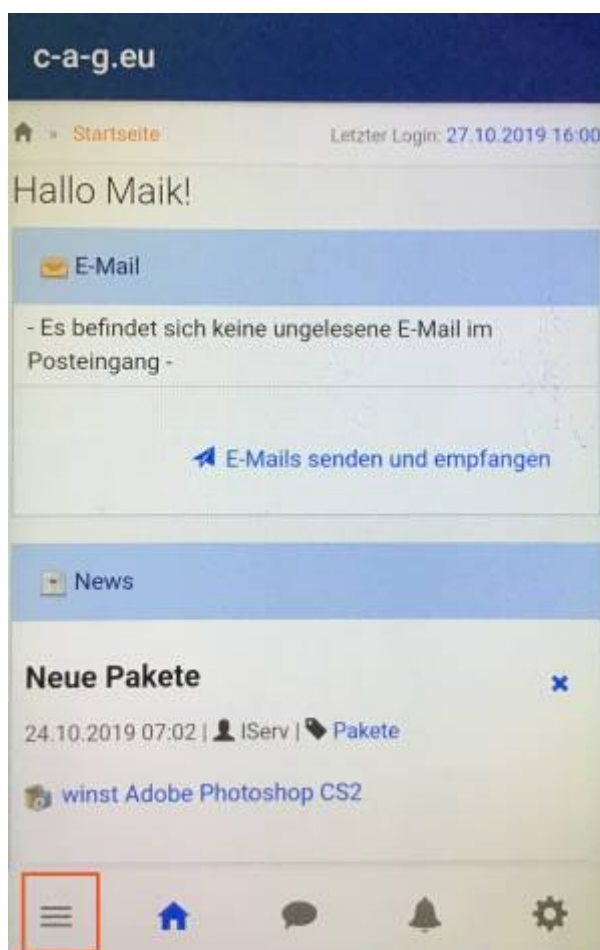 c-a-g.eu
» Startseite
Letzter Login: 27.10.2019 16:00
Hallo Maik!
E-Mail
- Es befindet sich keine ungelesene E-Mail im
Posteingang -
E-Mails senden und empfangen
News
Neue Pakete
24.10.2019 07:02 | IServ | Pakete
winst Adobe Photoshop CS2